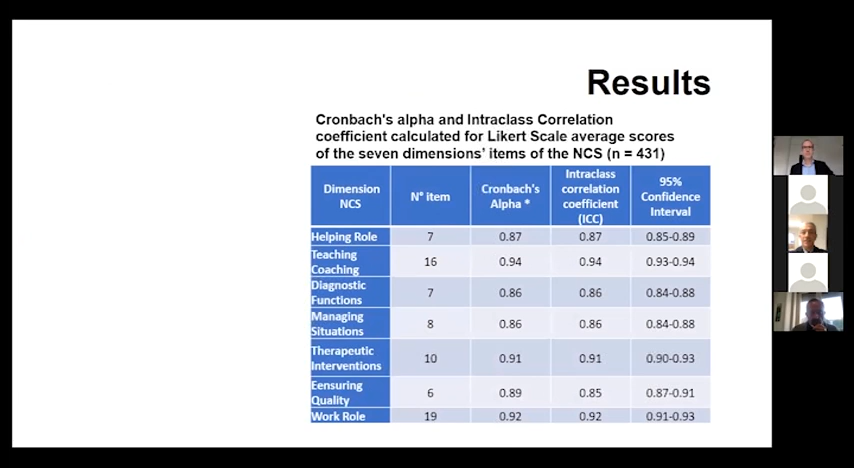 Results
Cronbach's alpha and Intraclass Correlation
coefficient calculated for Likert Scale average scores
of the seven dimensions' items of the NCS (n = 431)
Dimension NCS N° item Cronbach's Alpha * Intraclass correlation coefficient (ICC) 95% Confidence Interval
Helping Role 7 0.87 0.87 0.85-0.89
Teaching Coaching 16 0.94 0.94 0.93-0.94
Diagnostic Functions 7 0.86 0.86 0.84-0.88
Managing Situations 8 0.86 0.86 0.84-0.88
Therapeutic Interventions 10 0.91 0.91 0.90-0.93
Eensuring Quality 6 0.89 0.85 0.87-0.91
Work Role 19 0.92 0.92 0.91-0.93